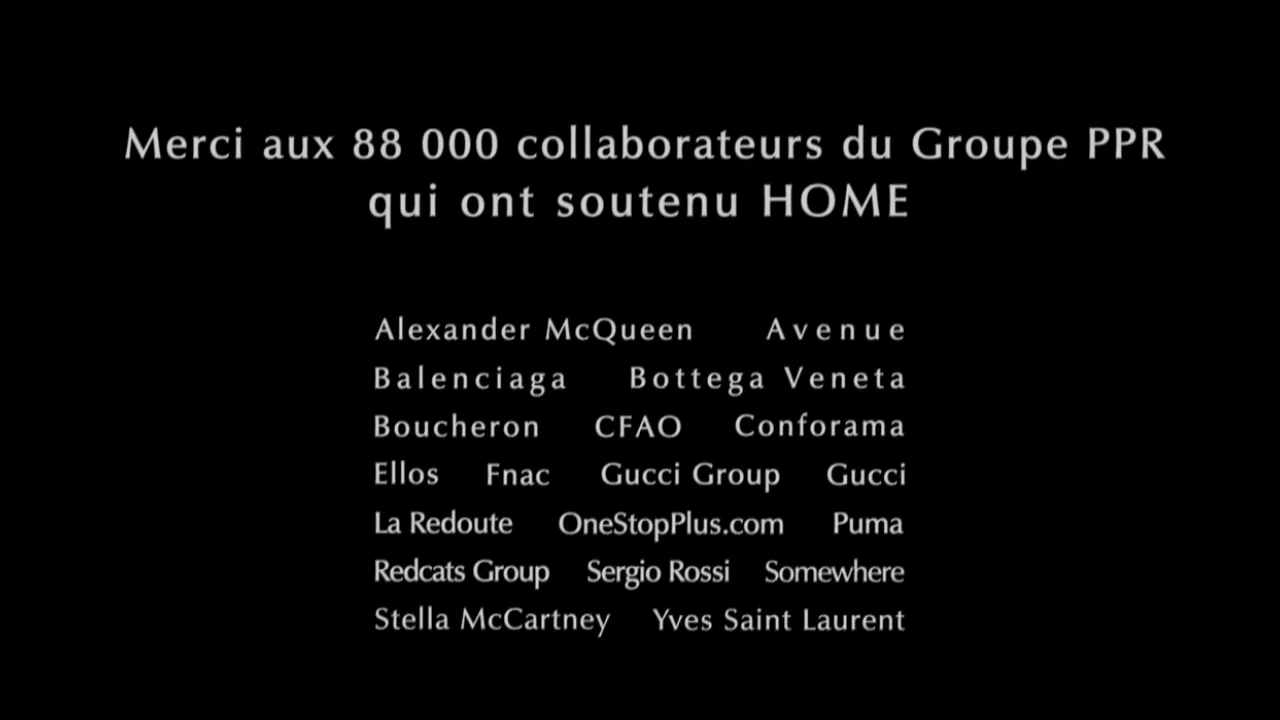 Merci aux 88 000 collaborateurs du Groupe PPR
qui ont soutenu HOME
Alexander McQueen Avenue
Balenciaga Bottega Veneta
Boucheron CFAO Conforama
Ellos Fnac Gucci Group Gucci
La Redoute OneStopPlus.com Puma
Redcats Group Sergio Rossi Somewhere
Stella McCartney Yves Saint Laurent